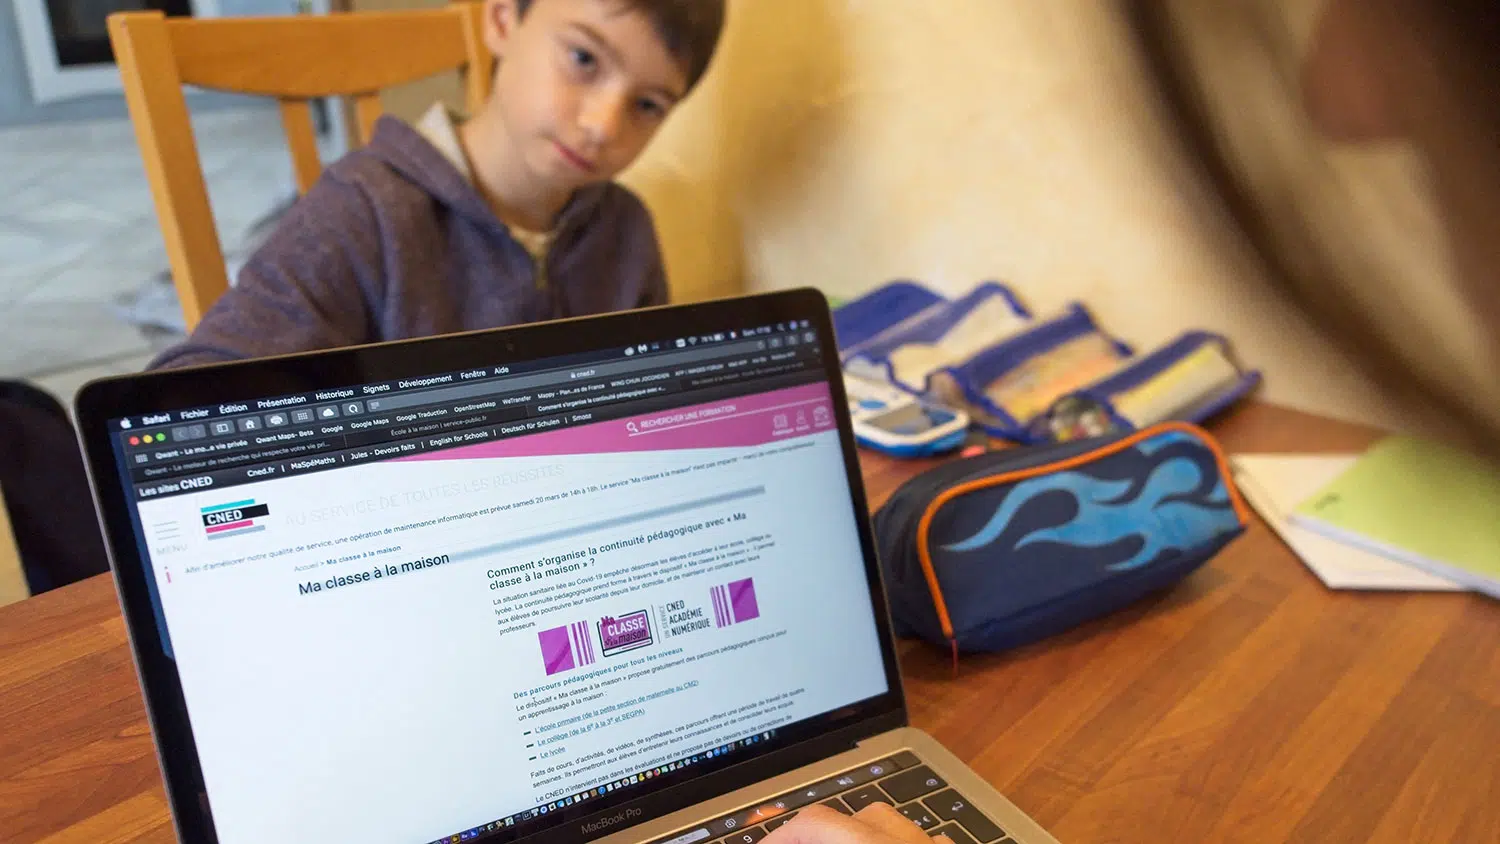 Safari Fichier Édition Présentation Historique Signets Développement Fenêtre Aide
cned.fr
Qwant - Le mo...a vie privée Qwant Maps- Beta Google Google Maps Google Traduction OpenStreetMap WeTransfer Mappy - Plan...es de France WING CHUN JOCONDIEN AFP / IMAGES FORUM
Qwant - Le moteur de recherche qui respecte votre vie pri... École à la maison | service-public.fr Comment s'organise la continuité pédagogique avec «...
Les sites CNED Cned.fr | MaSpéMaths | Jules - Devoirs faits | English for Schools | Deutsch für Schulen | Smoos
RECHERCHER UNE FORMATION
MENU
CNED
AU SERVICE DE TOUTES LES RÉUSSITES
Afin d'améliorer notre qualité de service, une opération de maintenance informatique est prévue samedi 20 mars de 14h à 18h. Le service "Ma classe à la maison" n'est pas impacté - merci de votre compréhension
Accueil > Ma classe à la maison
Ma classe à la maison
Comment s'organise la continuité pédagogique avec « Ma
classe à la maison » ?
La situation sanitaire liée au Covid-19 empêche désormais les élèves d'accéder à leur école, collège ou
lycée. La continuité pédagogique prend forme à travers le dispositif « Ma classe à la maison » : il permet
aux élèves de poursuivre leur scolarité depuis leur domicile, et de maintenir un contact avec leurs
professeurs.
Ma
CLASSE
à la maison
UN SERVICE
CNED
ACADÉMIE
NUMÉRIQUE
Des parcours pédagogiques pour tous les niveaux
Le dispositif « Ma classe à la maison » propose gratuitement des parcours pédagogiques conçus pour
un apprentissage à la maison :
L'école primaire (de la petite section de maternelle au CM2)
Le collège (de la 6e à la 3e et SEGPA)
Le lycée
Faits de cours, d'activités, de vidéos, de synthèses, ces parcours offrent une période de travail de quatre
semaines. Ils permettront aux élèves d'entretenir leurs connaissances et de consolider leurs acquis.
Le CNED n'intervient pas dans les évaluations et ne propose pas de devoirs ou de corrections de
MacBook Pro